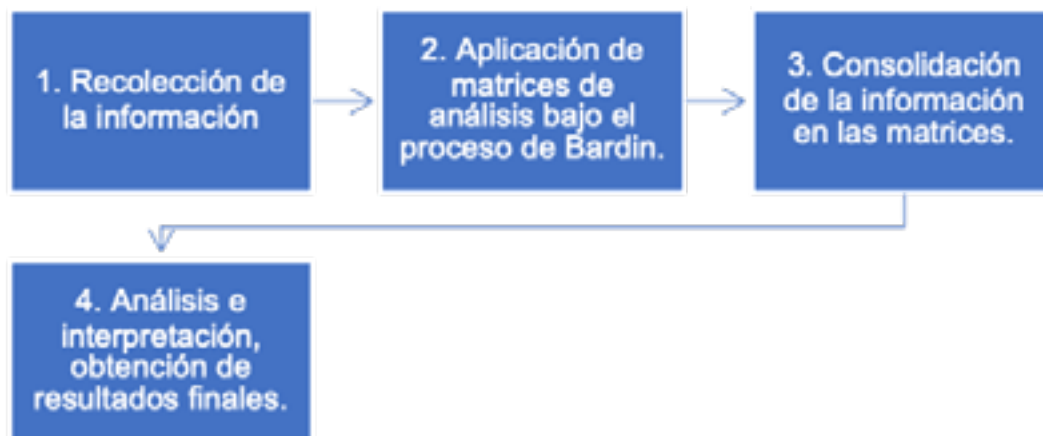 1. Recolección de
la información
2. Aplicación de
matrices de
análisis bajo el
proceso de Bardin.
3. Consolidación
de la información
en las matrices.
4. Análisis e
interpretación,
obtención de
resultados finales.